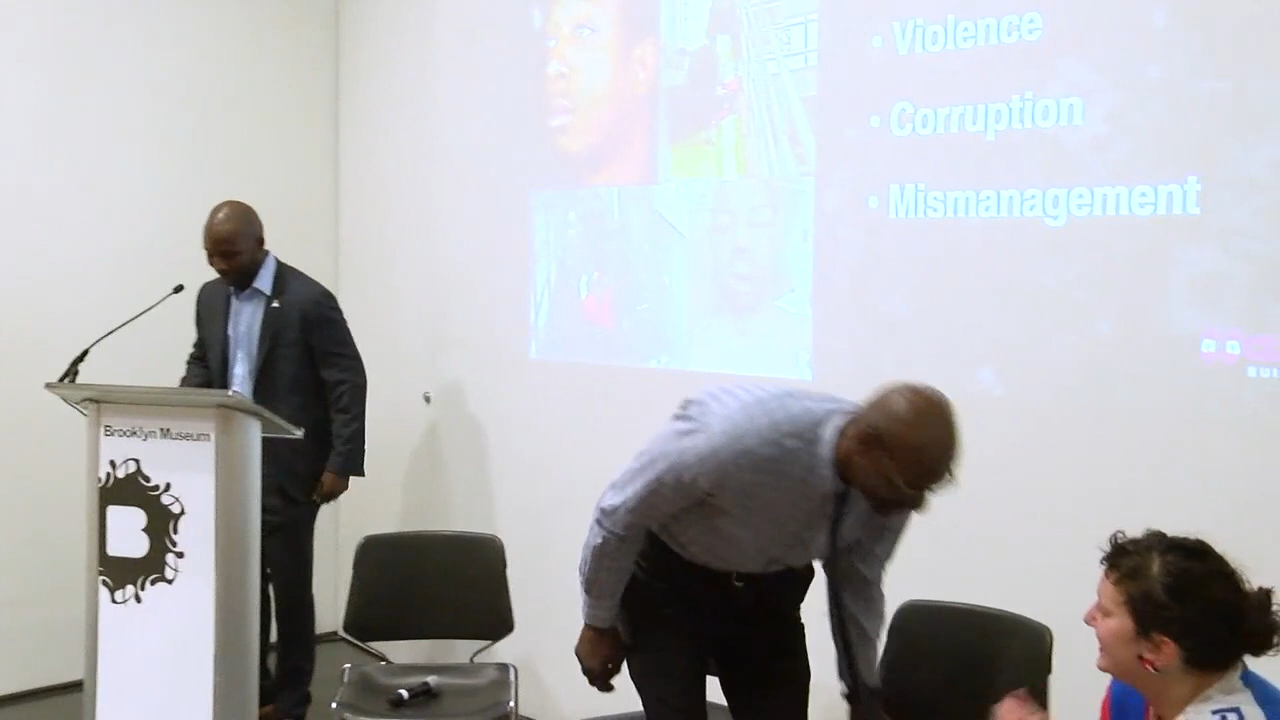 • Violence
• Corruption
• Mismanagement
Brooklyn Museum
B